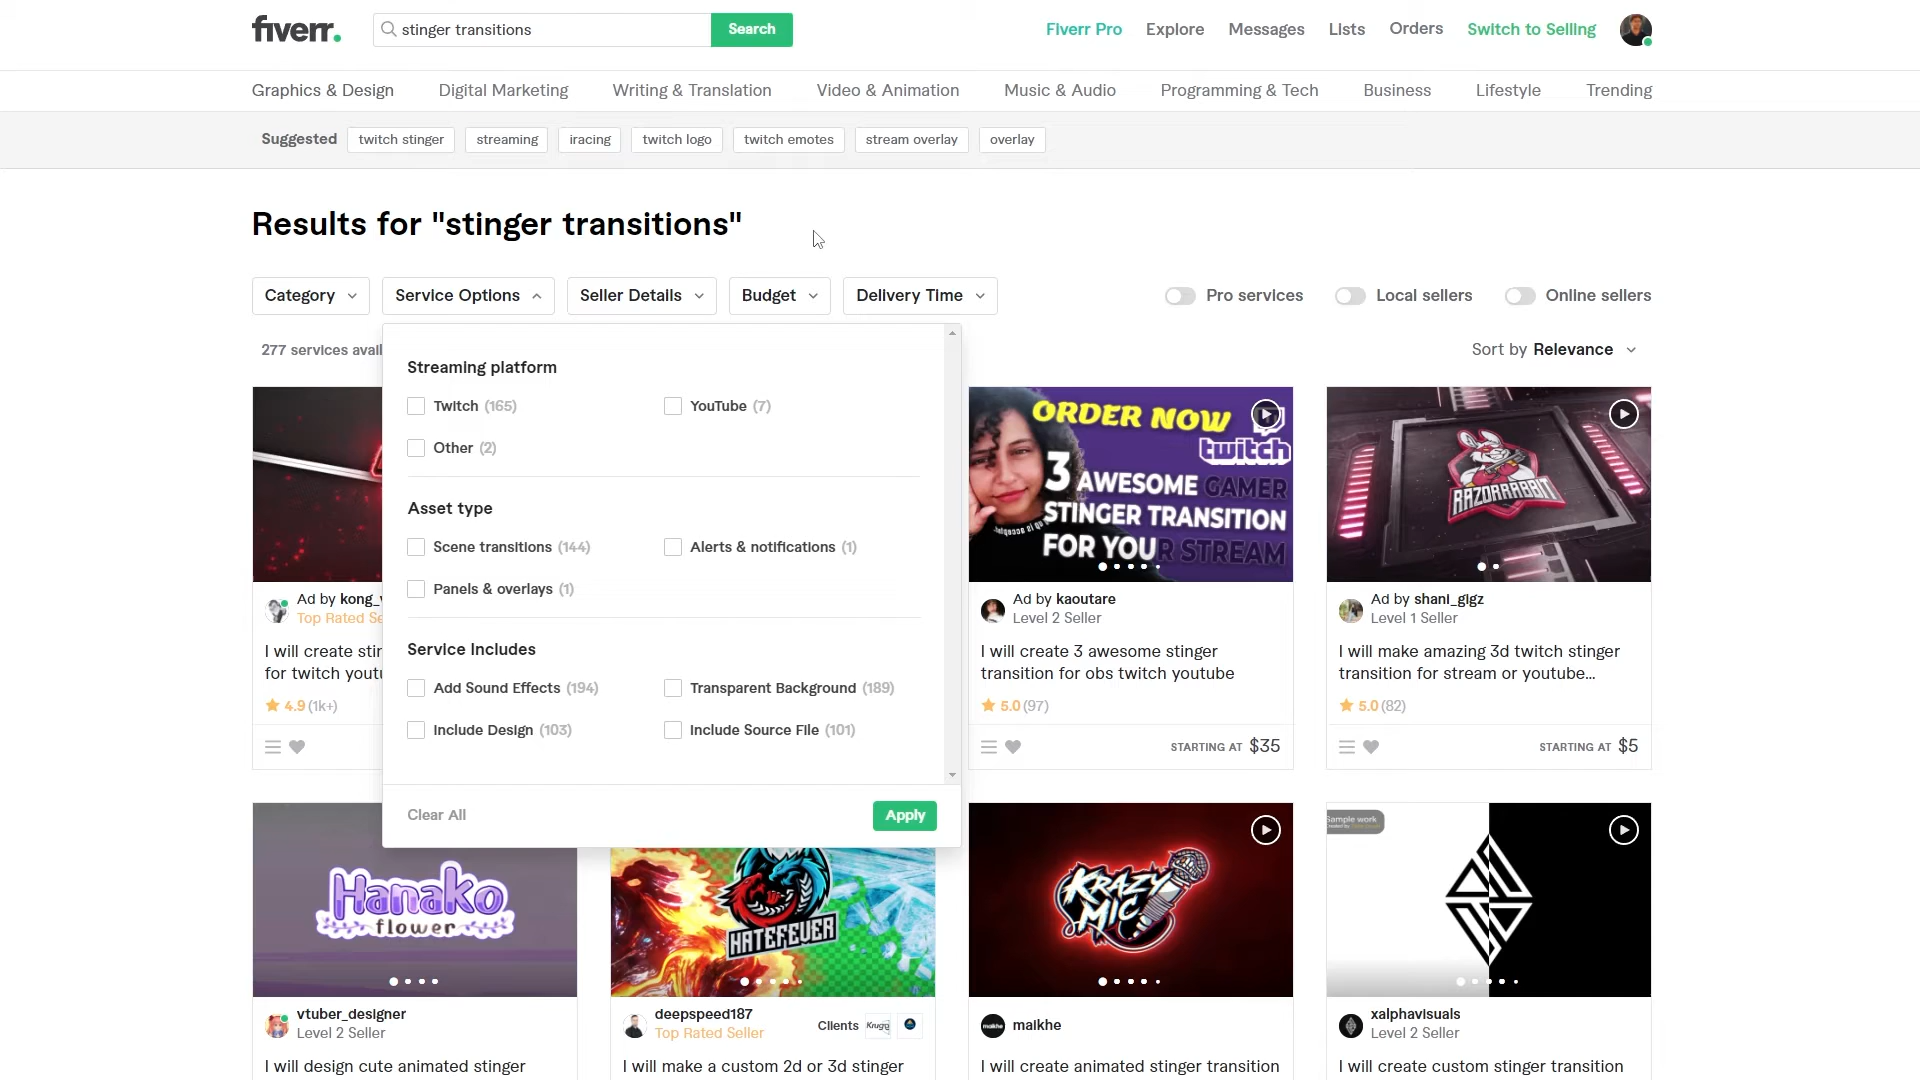 fiverr.
stinger transitions
Search
Fiverr Pro
Explore
Messages
Lists
Orders
Switch to Selling
Graphics & Design
Digital Marketing
Writing & Translation
Video & Animation
Music & Audio
Programming & Tech
Business
Lifestyle
Trending
Suggested
twitch stinger
streaming
iracing
twitch logo
twitch emotes
stream overlay
overlay
Results for "stinger transitions"
Category
Service Options
Seller Details
Budget
Delivery Time
Pro services
Local sellers
Online sellers
277 services avail
Sort by Relevance
Streaming platform
Twitch (165)
YouTube (7)
Other (2)
Asset type
Scene transitions (144)
Alerts & notifications (1)
Panels & overlays (1)
Service Includes
Add Sound Effects (194)
Transparent Background (189)
Include Design (103)
Include Source File (101)
Clear All
Apply
Ad by kong_
Top Rated Se
I will create stin
for twitch yout
4.9 (1k+)
ORDER NOW
twitch
3 AWESOME GAMER
STINGER TRANSITION
FOR YOUR STREAM
Ad by kaoutare
Level 2 Seller
I will create 3 awesome stinger
transition for obs twitch youtube
5.0 (97)
STARTING AT $35
RAZORRABBIT
Ad by shani_gigz
Level 1 Seller
I will make amazing 3d twitch stinger
transition for stream or youtube...
5.0 (82)
STARTING AT $5
Hanako
flower
vtuber_designer
Level 2 Seller
I will design cute animated stinger
HATEFEVER
deepspeed187
Top Rated Seller
Clients
I will make a custom 2d or 3d stinger
KRAZY
MIC
maikhe
maikhe
I will create animated stinger transition
Sample work
xalphavisuals
Level 2 Seller
I will create custom stinger transition